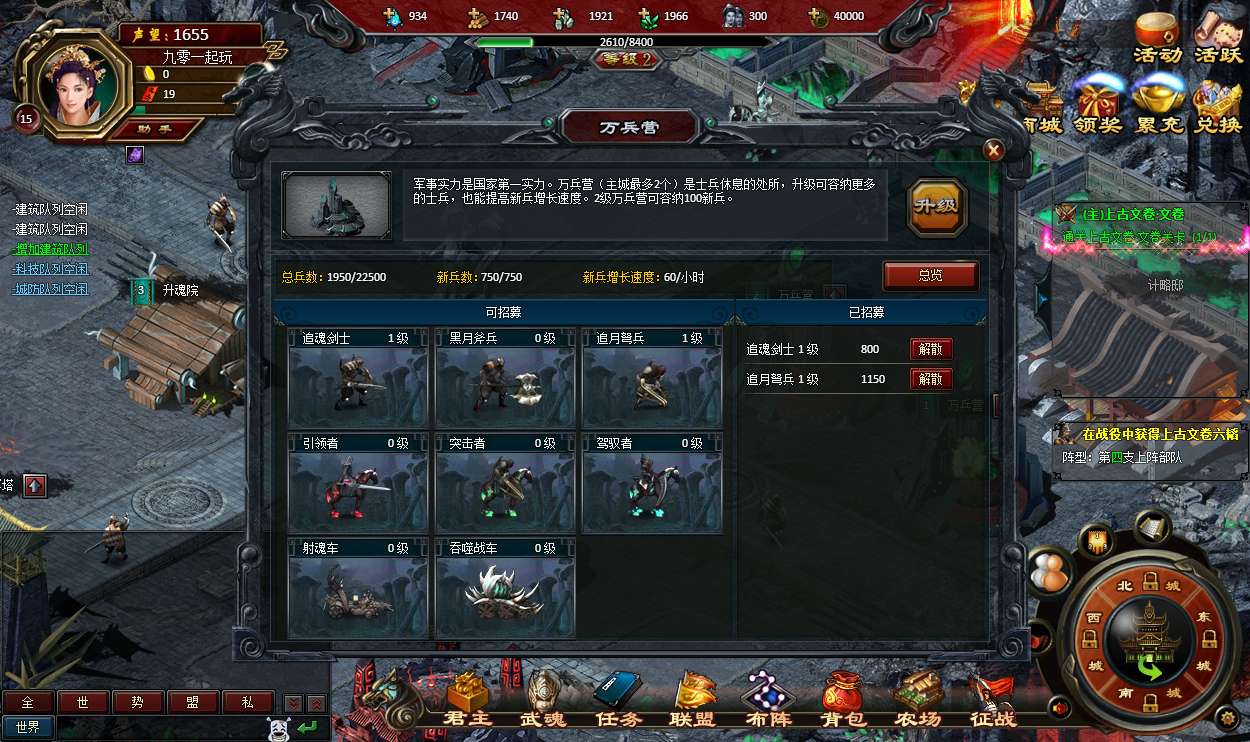 934
1740
1921
1966
300
40000
2610/8400
等级 2
声望：1655
九零一起玩
0
19
15
助手
活动
活跃
商城
领奖
累充
兑换
-建筑队列空闲
-建筑队列空闲
-增加建筑队列
-科技队列空闲
-城防队列空闲
3 升魂院
塔
万兵营
军事实力是国家第一实力。万兵营（主城最多2个）是士兵休息的处所，升级可容纳更多
的士兵，也能提高新兵增长速度。2级万兵营可容纳100新兵。
升级
总兵数：1950/22500
新兵数：750/750
新兵增长速度：60/小时
总览
万兵营
可招募
已招募
追魂剑士 1 级
黑月斧兵 0 级
追月弩兵 1 级
引领者 0 级
突击者 0 级
驾驭者 0 级
射魂车 0 级
吞噬战车 0 级
追魂剑士 1 级 800 解散
追月弩兵 1 级 1150 解散
1 万兵营
(主)上古文卷·文卷
通关上古文卷·文卷关卡 (1/1)
计略邸
在战役中获得上古文卷六韬
阵型：第四支上阵部队
北 城
东 城
南 城
西 城
全
世
势
盟
私
世界
君主
武魂
任务
联盟
布阵
背包
农场
征战